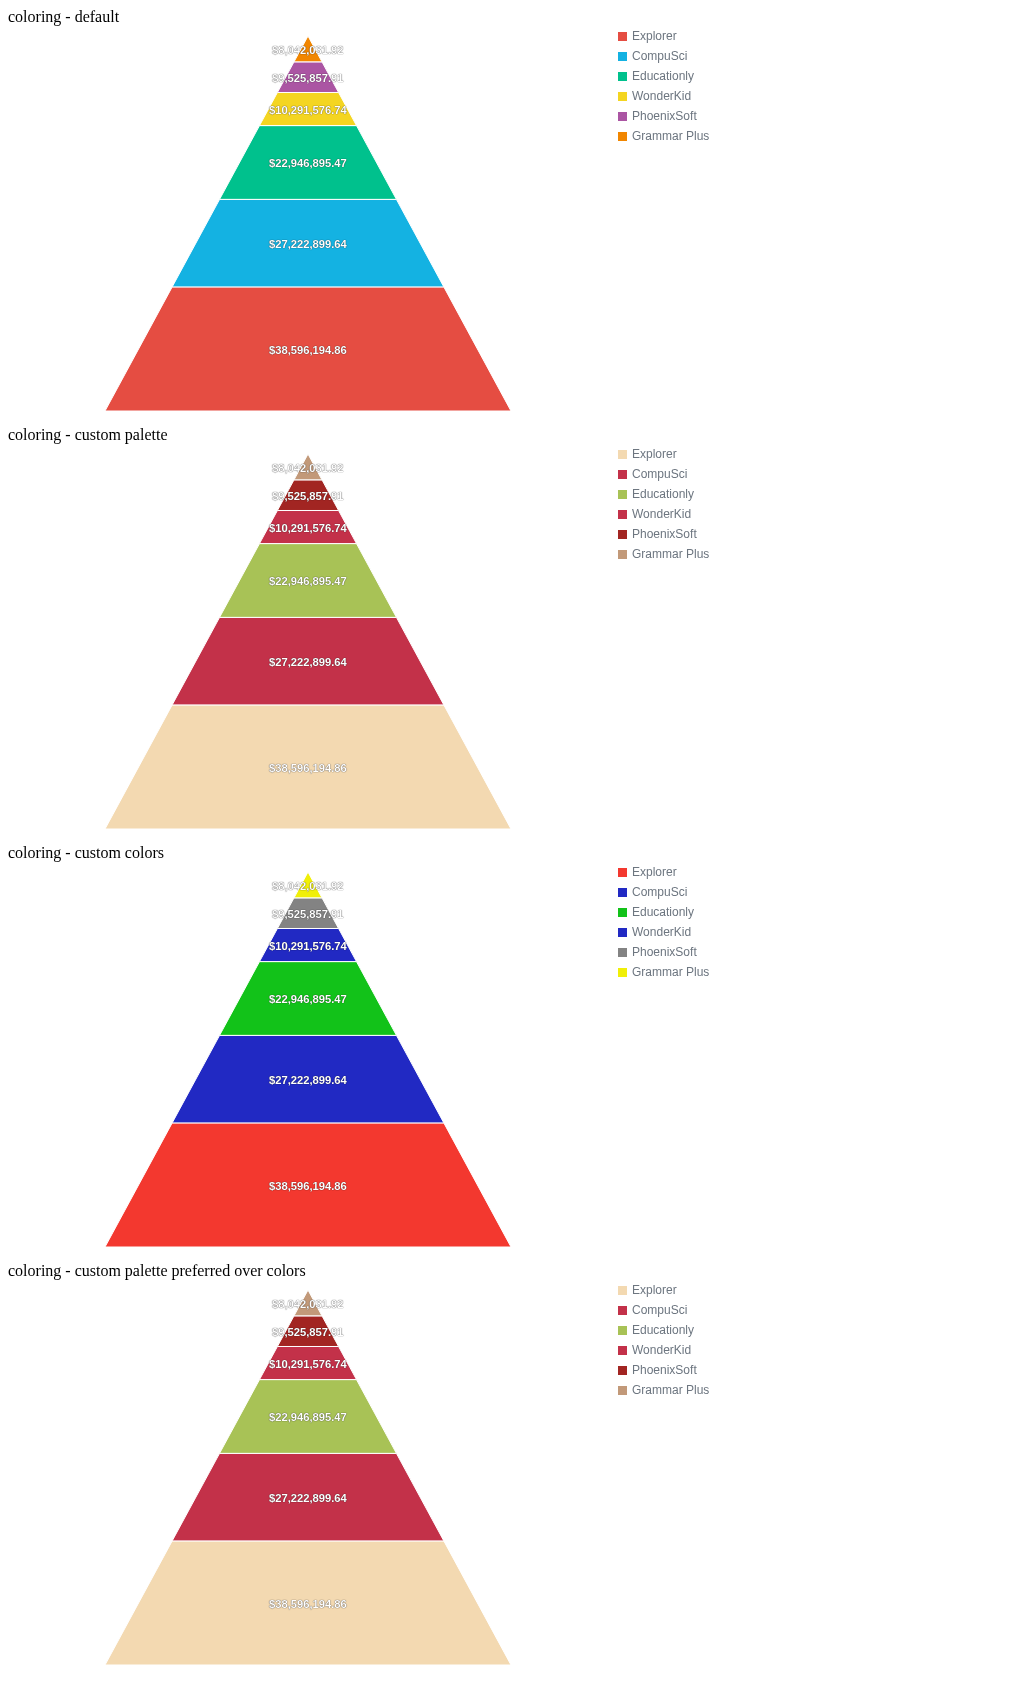 coloring - default
Explorer
CompuSci
Educationly
WonderKid
PhoenixSoft
Grammar Plus
$10,291,576.74
$22,946,895.47
$27,222,899.64
$38,596,194.86
coloring - custom palette
Explorer
CompuSci
Educationly
WonderKid
PhoenixSoft
Grammar Plus
$10,291,576.74
$22,946,895.47
$27,222,899.64
$38,596,194.86
coloring - custom colors
Explorer
CompuSci
Educationly
WonderKid
PhoenixSoft
Grammar Plus
$10,291,576.74
$22,946,895.47
$27,222,899.64
$38,596,194.86
coloring - custom palette preferred over colors
Explorer
CompuSci
Educationly
WonderKid
PhoenixSoft
Grammar Plus
$10,291,576.74
$22,946,895.47
$27,222,899.64
$38,596,194.86